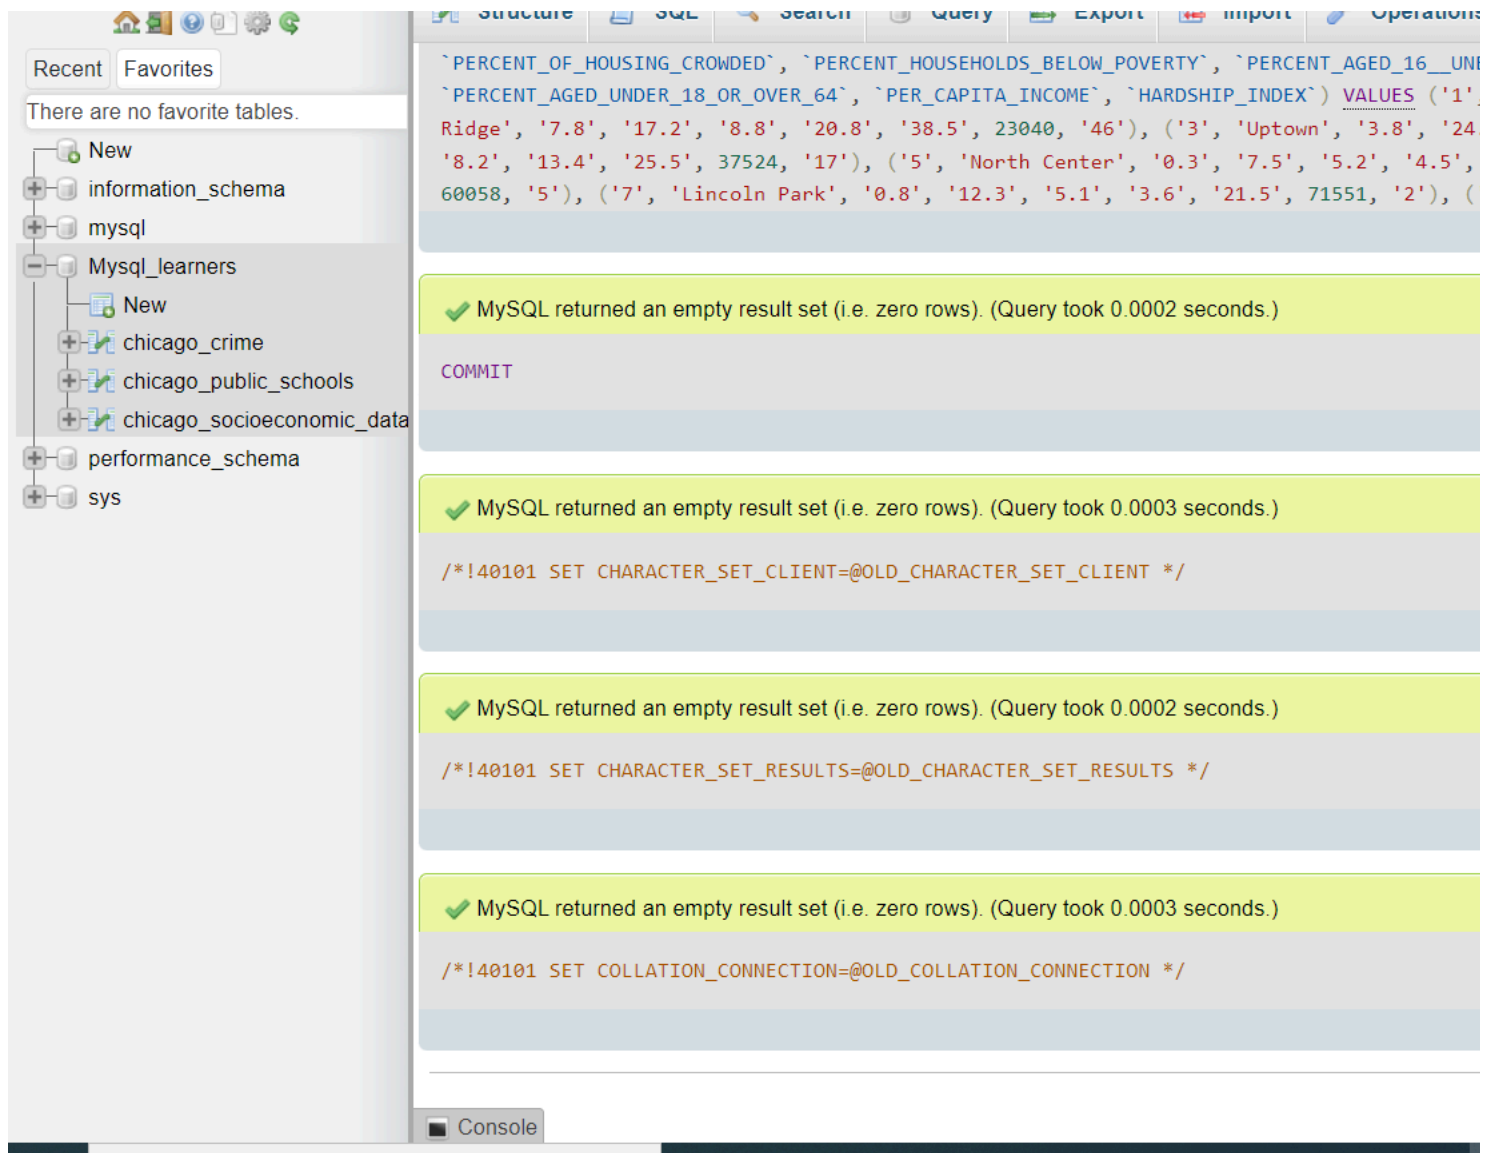 Structure SQL Search Query Export Import Operations
Recent Favorites
There are no favorite tables.
New
information_schema
mysql
Mysql_learners
New
chicago_crime
chicago_public_schools
chicago_socioeconomic_data
performance_schema
sys
`PERCENT_OF_HOUSING_CROWDED`, `PERCENT_HOUSEHOLDS_BELOW_POVERTY`, `PERCENT_AGED_16__UNE
`PERCENT_AGED_UNDER_18_OR_OVER_64`, `PER_CAPITA_INCOME`, `HARDSHIP_INDEX`) VALUES ('1',
Ridge', '7.8', '17.2', '8.8', '20.8', '38.5', 23040, '46'), ('3', 'Uptown', '3.8', '24.
'8.2', '13.4', '25.5', 37524, '17'), ('5', 'North Center', '0.3', '7.5', '5.2', '4.5',
60058, '5'), ('7', 'Lincoln Park', '0.8', '12.3', '5.1', '3.6', '21.5', 71551, '2'), (
MySQL returned an empty result set (i.e. zero rows). (Query took 0.0002 seconds.)
COMMIT
MySQL returned an empty result set (i.e. zero rows). (Query took 0.0003 seconds.)
/*!40101 SET CHARACTER_SET_CLIENT=@OLD_CHARACTER_SET_CLIENT */
MySQL returned an empty result set (i.e. zero rows). (Query took 0.0002 seconds.)
/*!40101 SET CHARACTER_SET_RESULTS=@OLD_CHARACTER_SET_RESULTS */
MySQL returned an empty result set (i.e. zero rows). (Query took 0.0003 seconds.)
/*!40101 SET COLLATION_CONNECTION=@OLD_COLLATION_CONNECTION */
Console